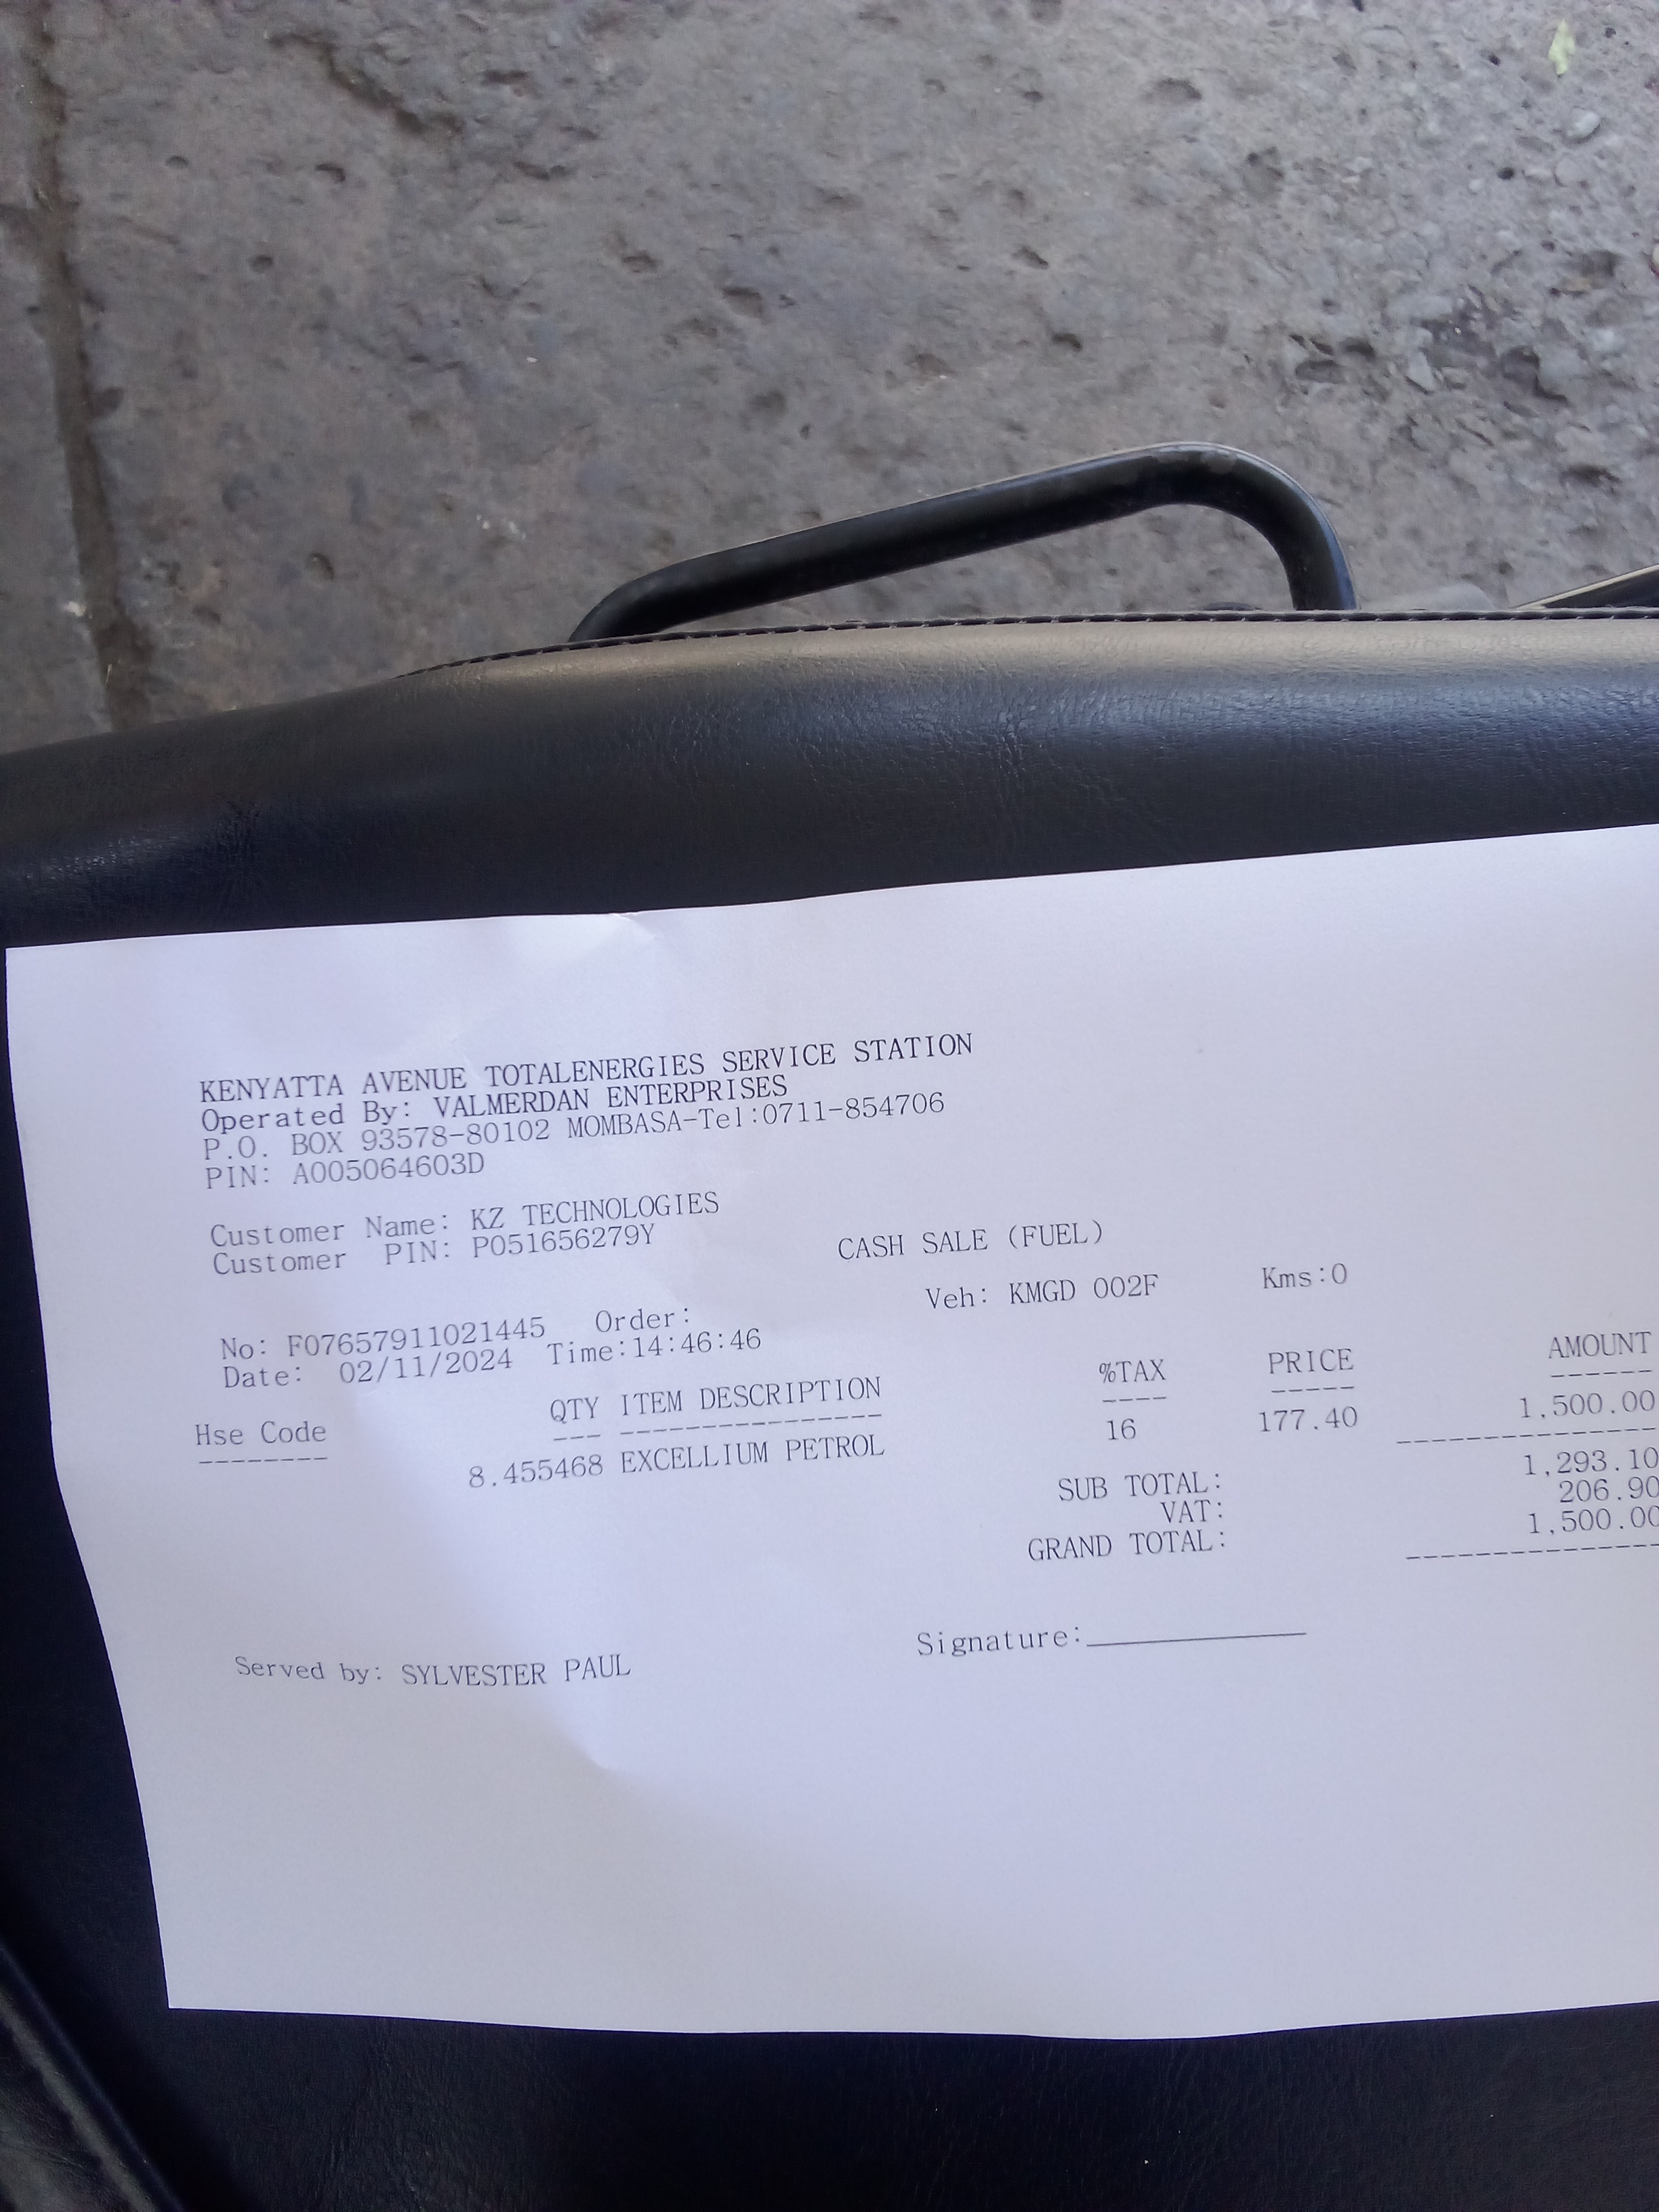 KENYATTA AVENUE TOTALENERGIES SERVICE STATION
Operated By: VALMERDAN ENTERPRISES
P.O. BOX 93578-80102 MOMBASA-Tel:0711-854706
PIN: A005064603D
Customer Name: KZ TECHNOLOGIES
Customer PIN: P051656279Y
CASH SALE (FUEL)
No: F07657911021445 Order: Veh: KMGD 002F Kms:0
Date: 02/11/2024 Time:14:46:46
Hse Code QTY ITEM DESCRIPTION %TAX PRICE AMOUNT
-------- --- --------------- ---- ----- ------
8.455468 EXCELLIUM PETROL 16 177.40 1,500.00
SUB TOTAL: 1,293.10
VAT: 206.90
GRAND TOTAL: 1,500.00
Served by: SYLVESTER PAUL Signature: